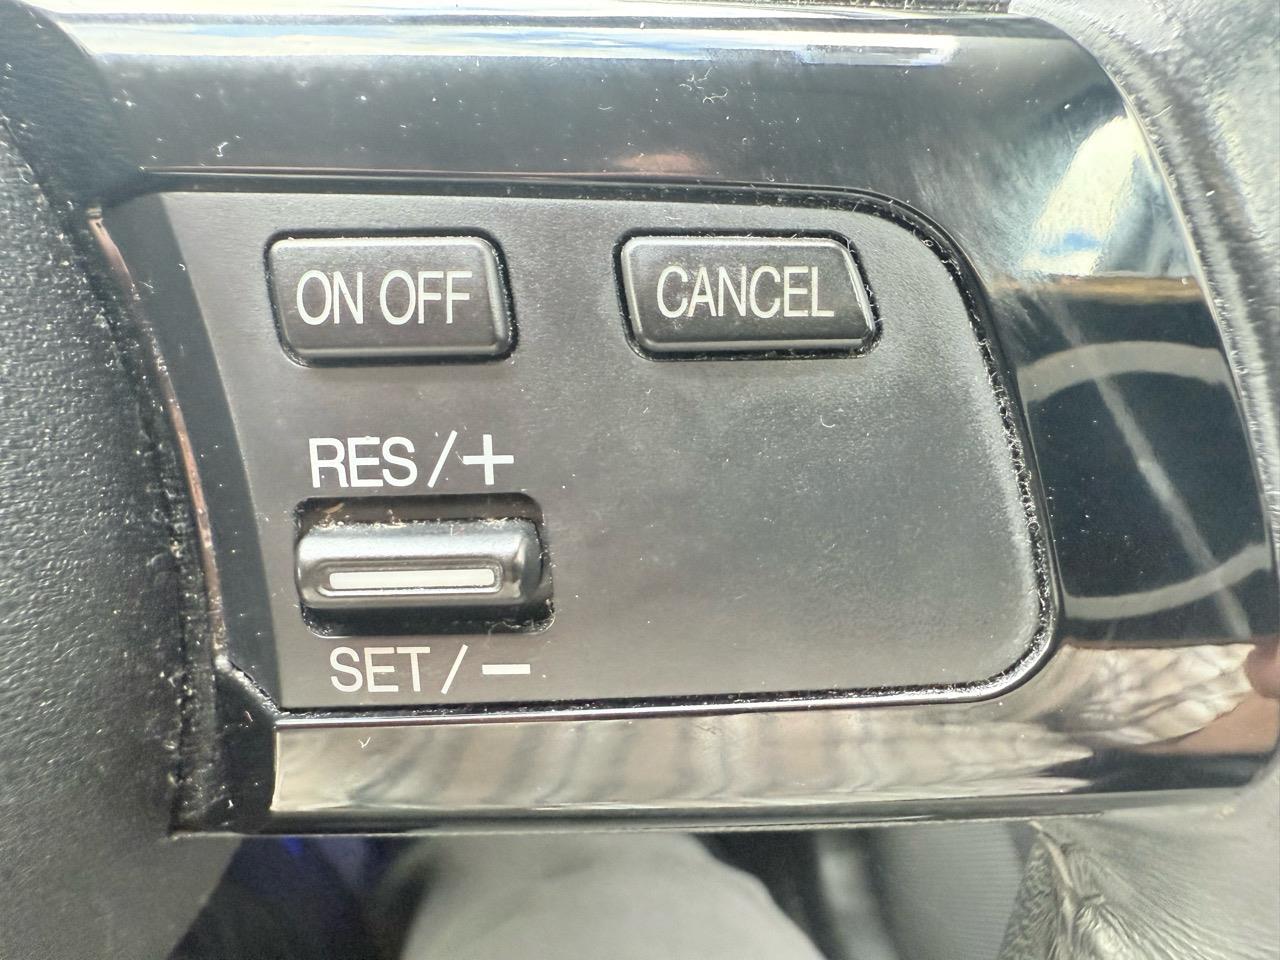 ON OFF
CANCEL
RES/+
SET/−